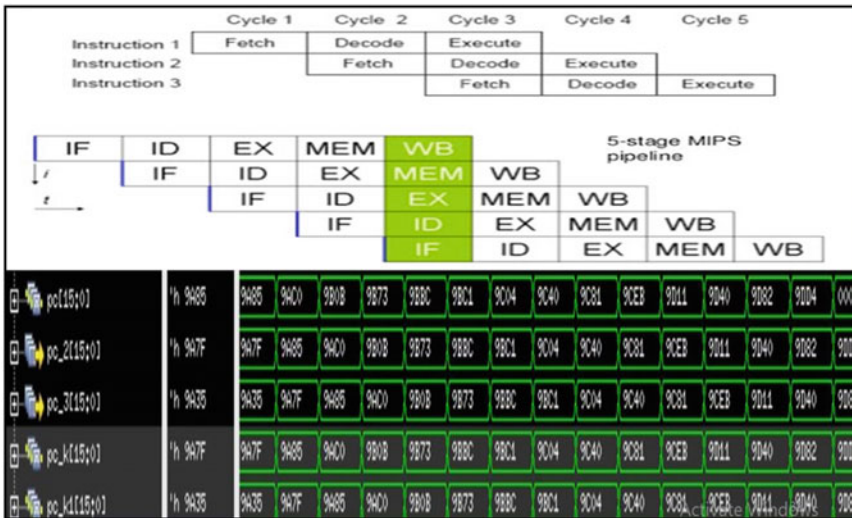 Cycle 1 Cycle 2 Cycle 3 Cycle 4 Cycle 5
Instruction 1 Fetch Decode Execute
Instruction 2 Fetch Decode Execute
Instruction 3 Fetch Decode Execute
IF ID EX MEM WB
5-stage MIPS
pipeline
i IF ID EX MEM WB
t IF ID EX MEM WB
IF ID EX MEM WB
IF ID EX MEM WB
pc[15:0] 'h 9A85 9A85 9AC0 9B0B 9B73 9BBC 9BC1 9C04 9C40 9C81 9CEB 9D11 9D40 9D82 9DD4
pc_2[15:0] 'h 9A7F 9A7F 9A85 9AC0 9B0B 9B73 9BBC 9BC1 9C04 9C40 9C81 9CEB 9D11 9D40 9D82
pc_3[15:0] 'h 9A35 9A35 9A7F 9A85 9AC0 9B0B 9B73 9BBC 9BC1 9C04 9C40 9C81 9CEB 9D11 9D40
pc_k[15:0] 'h 9A7F 9A7F 9A85 9AC0 9B0B 9B73 9BBC 9BC1 9C04 9C40 9C81 9CEB 9D11 9D40 9D82
pc_k1[15:0] 'h 9A35 9A35 9A7F 9A85 9AC0 9B0B 9B73 9BBC 9BC1 9C04 9C40 9C81 9CEB 9D11 9D40
Activate Windows